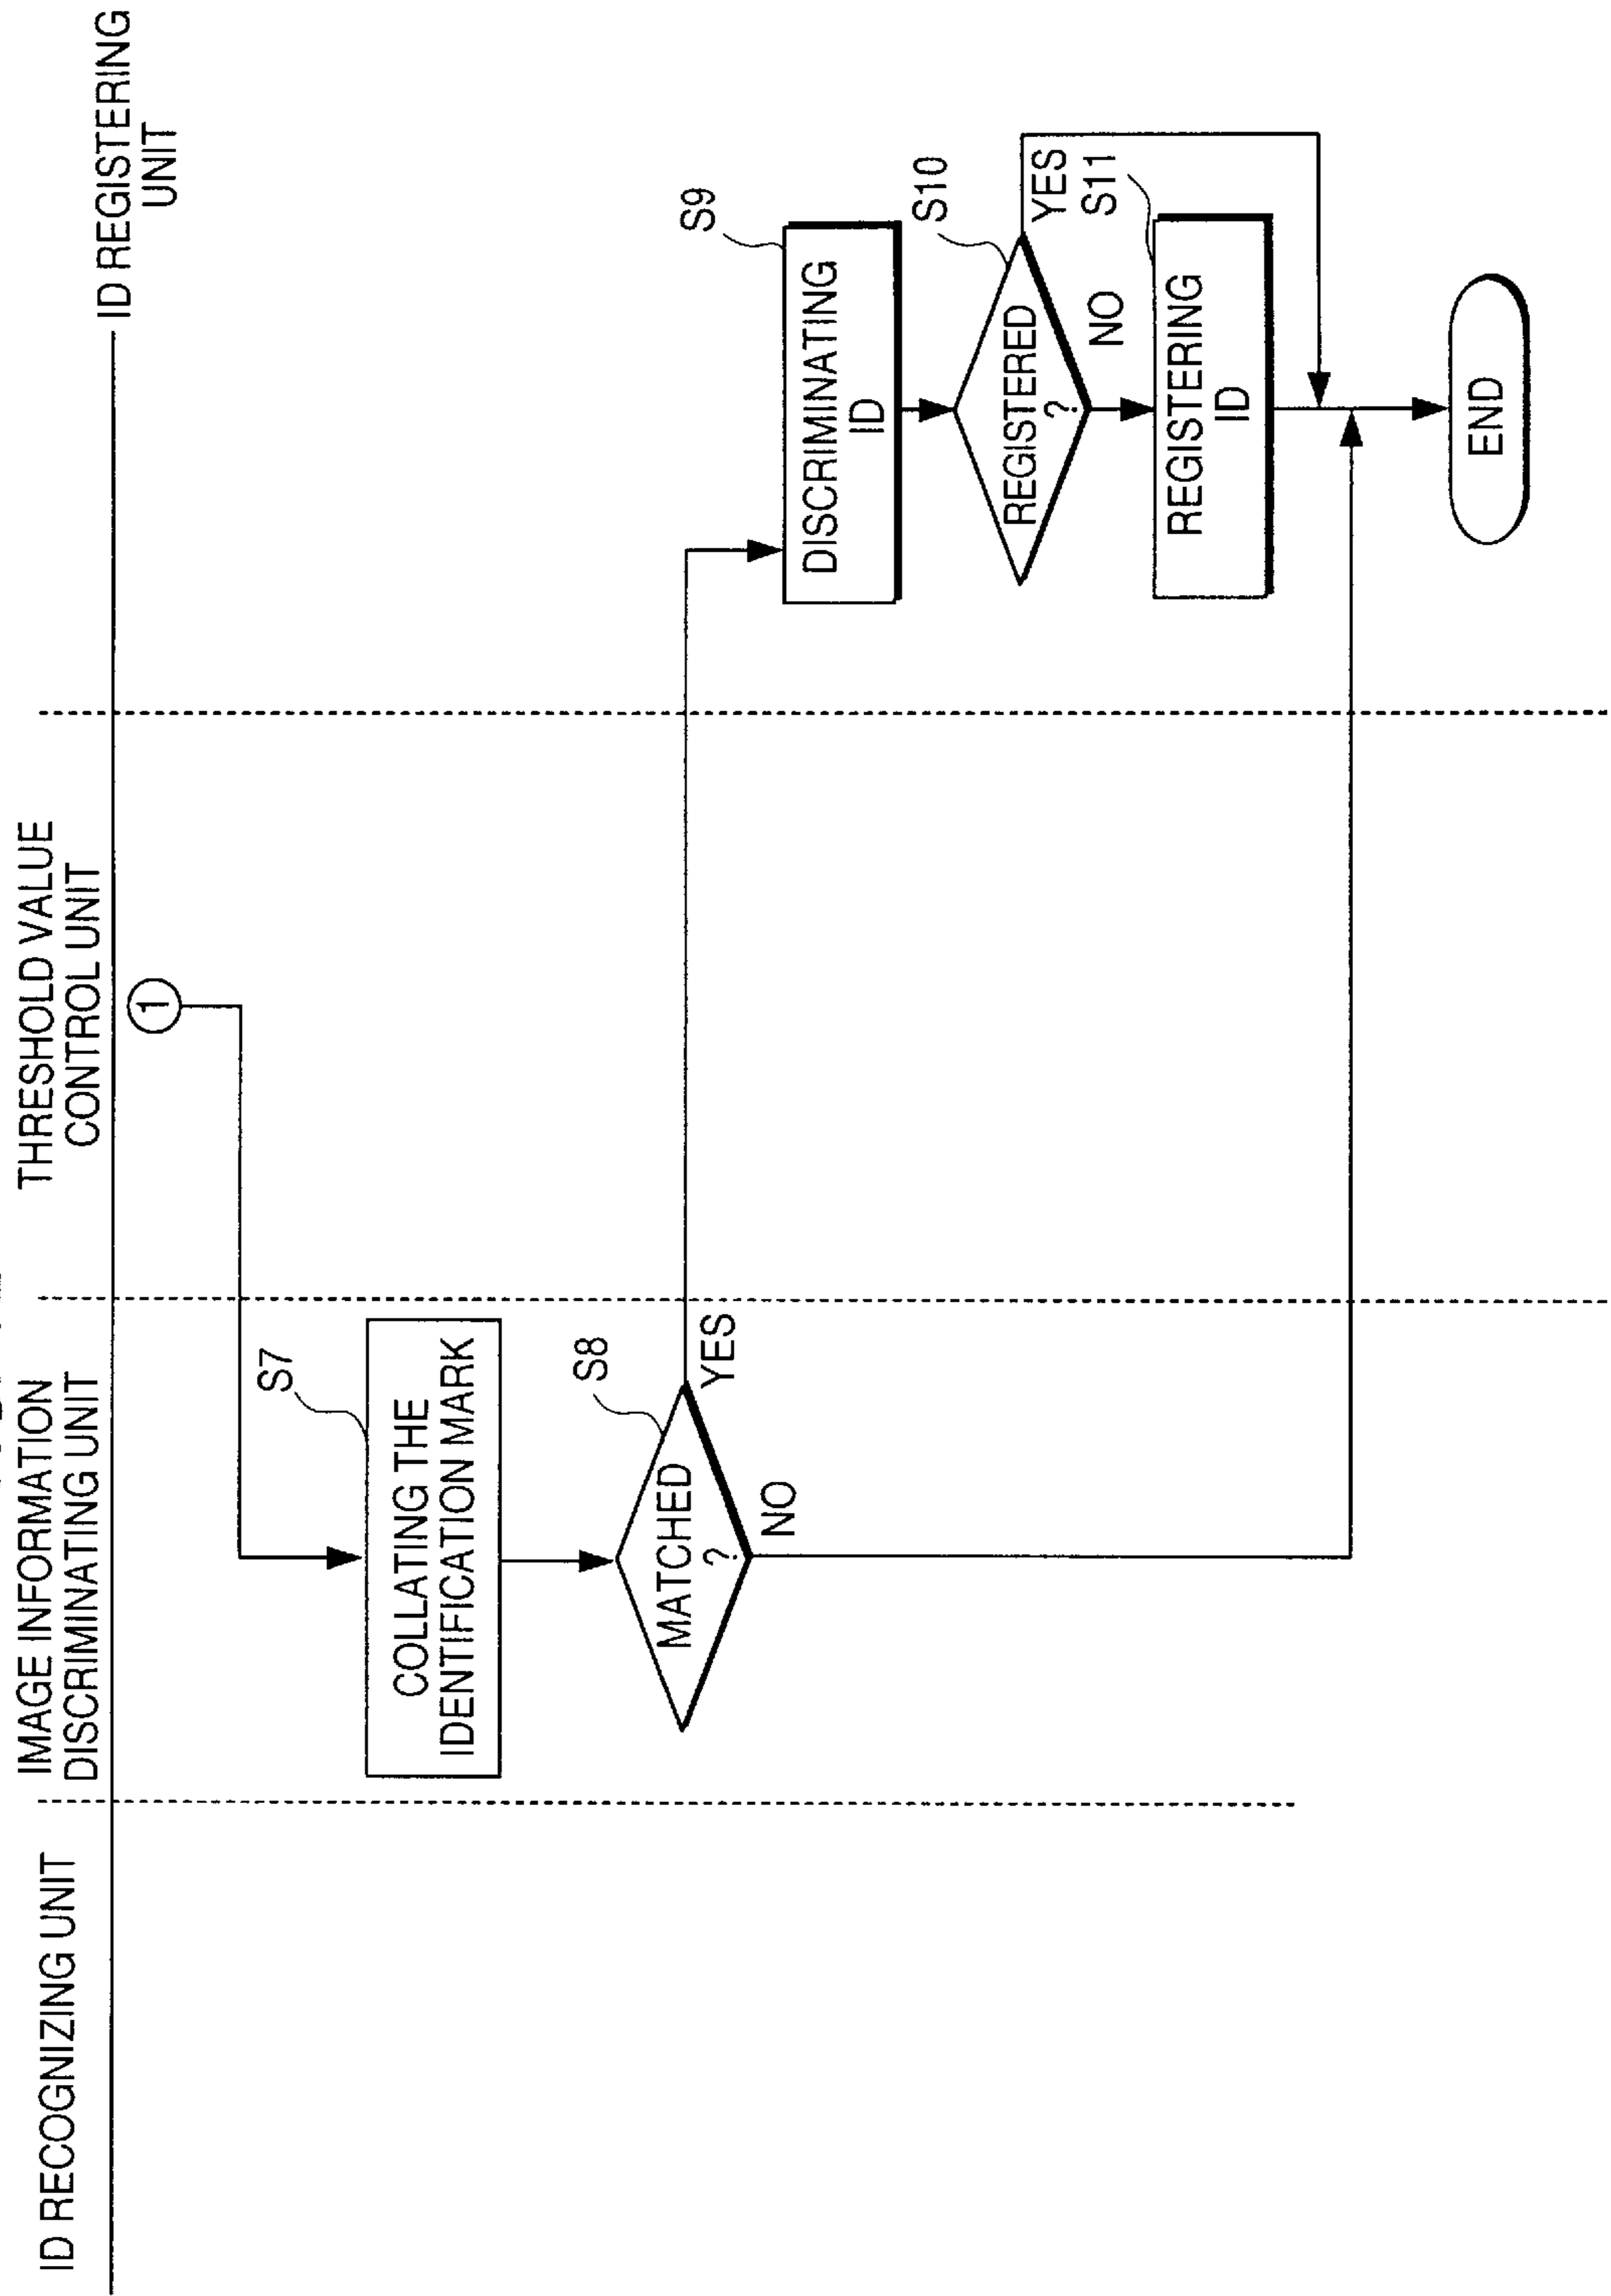 ID RECOGNIZING UNIT
IMAGE INFORMATION
DISCRIMINATING UNIT
THRESHOLD VALUE
CONTROL UNIT
ID REGISTERING
UNIT
1
S7
COLLATING THE
IDENTIFICATION MARK
S8
MATCHED
?
YES
NO
S9
DISCRIMINATING
ID
S10
REGISTERED
?
YES
NO
S11
REGISTERING
ID
END